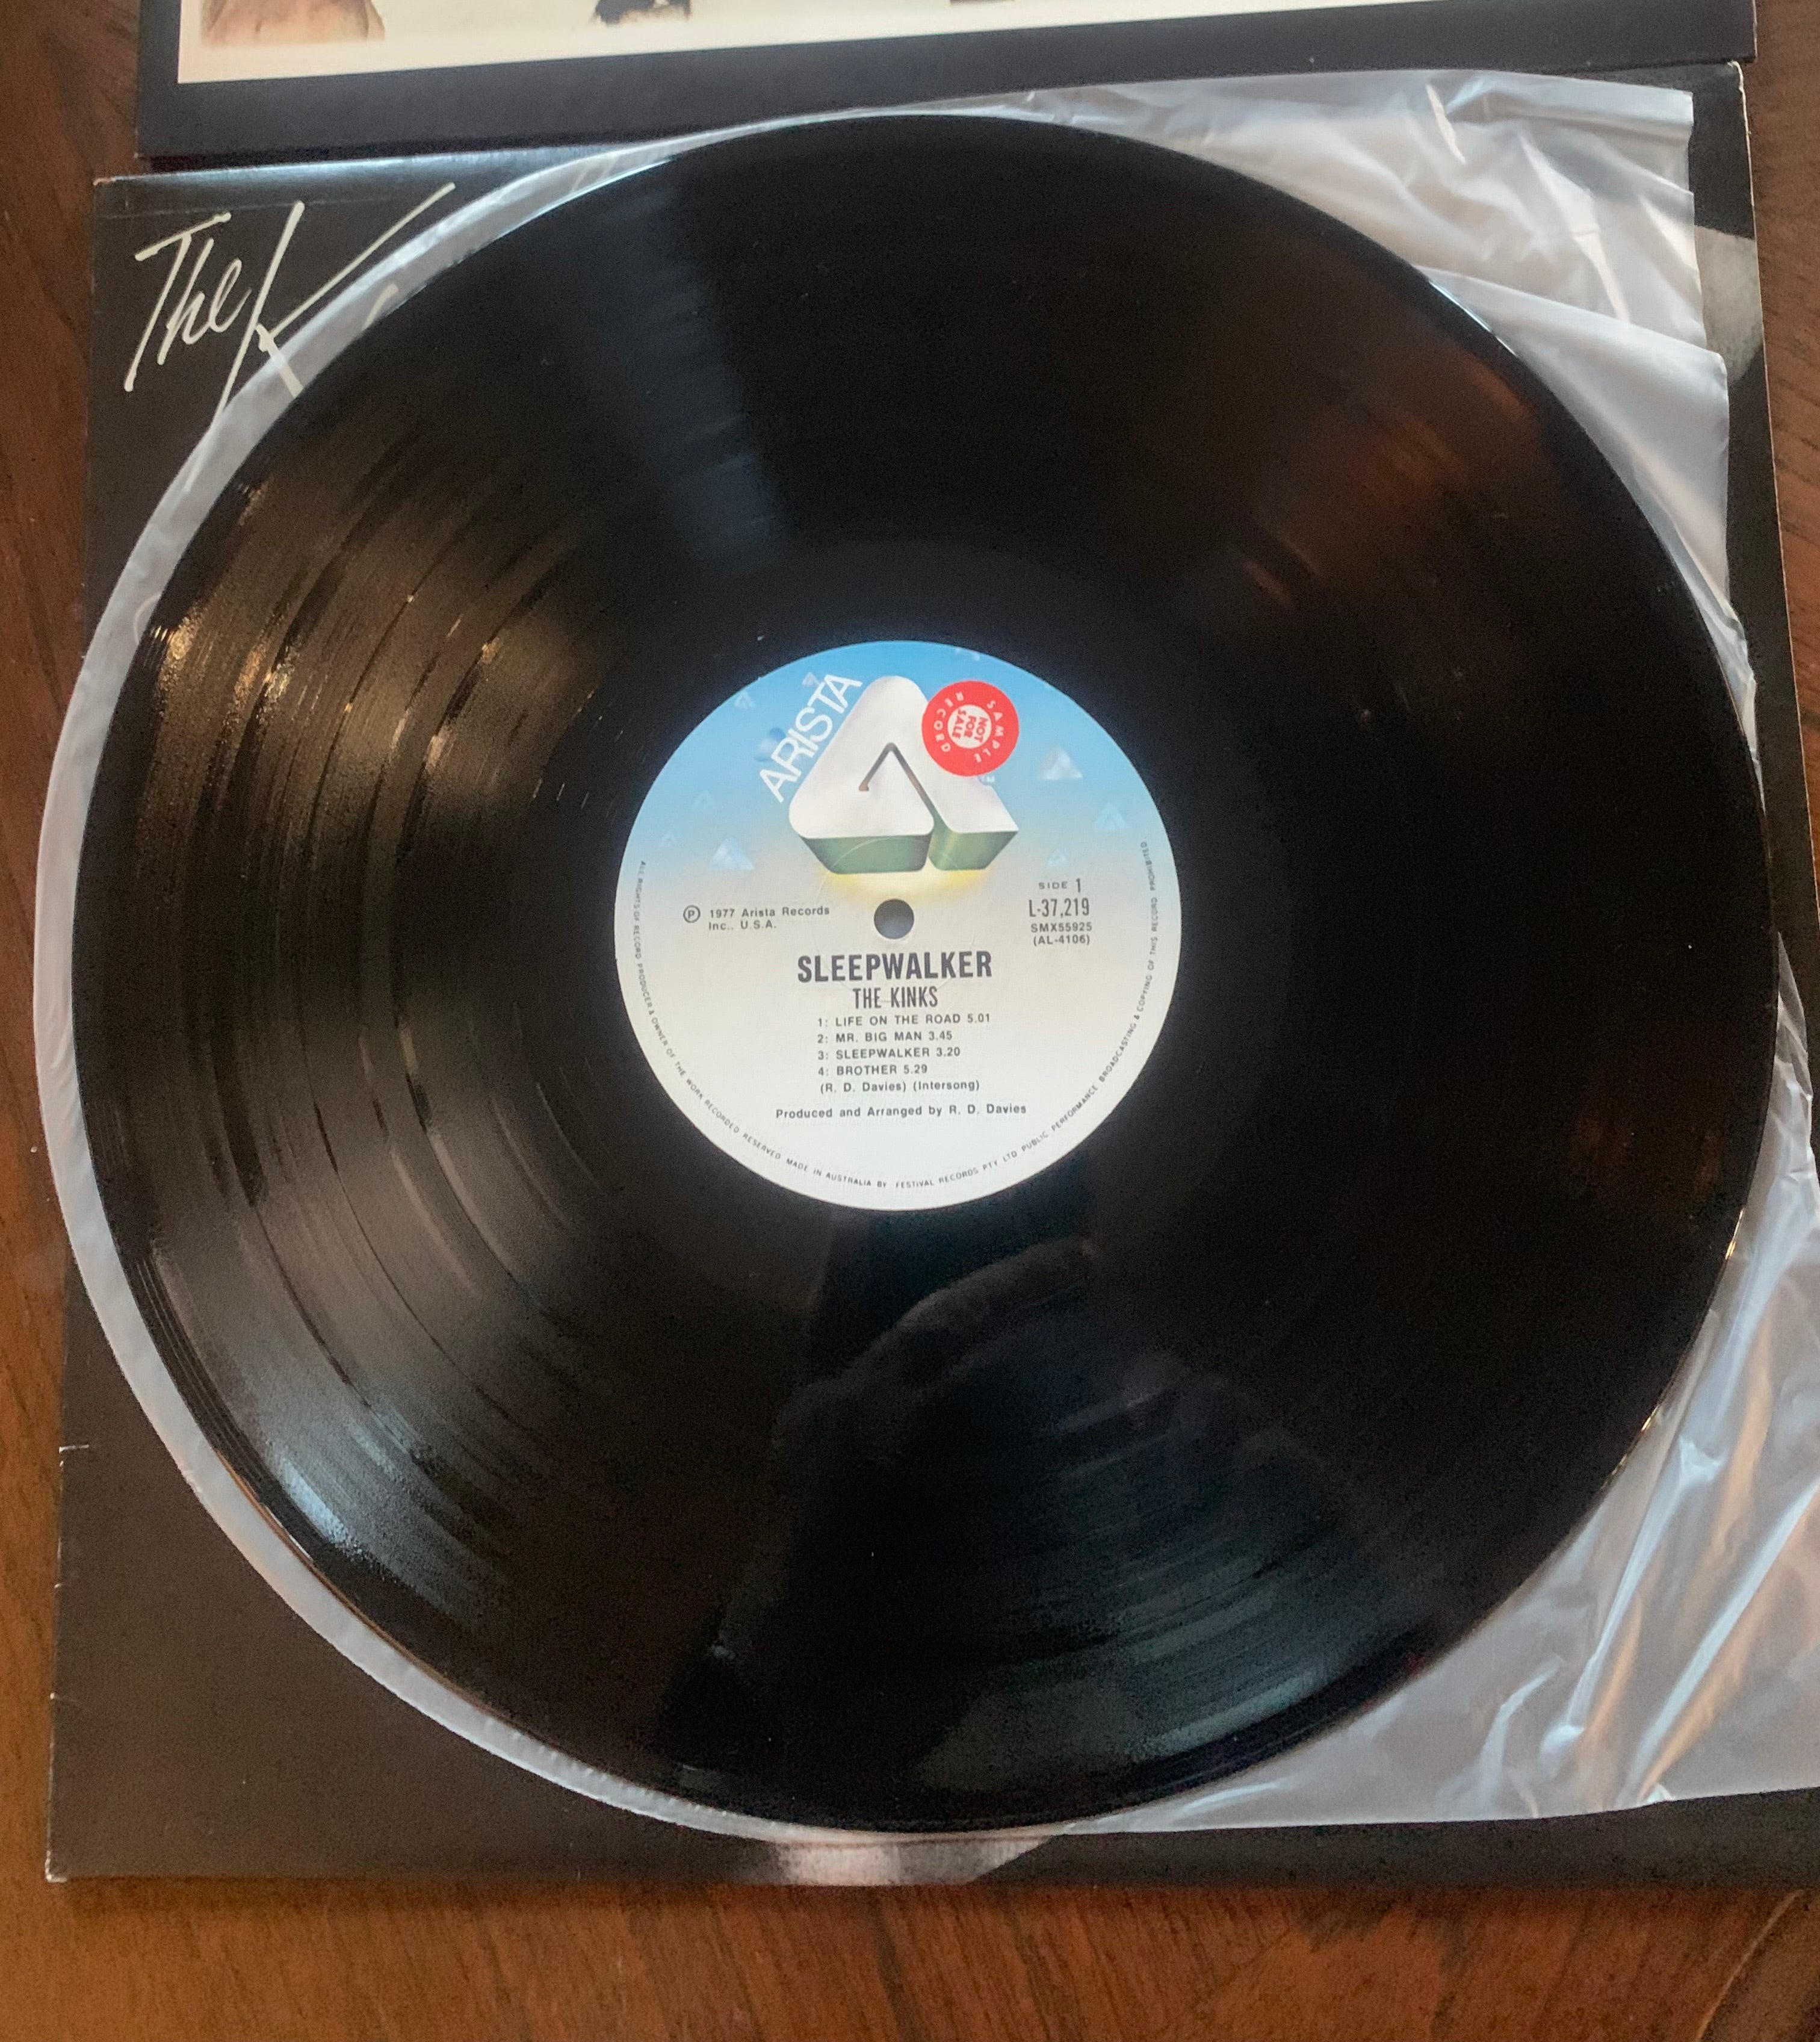 The K
ARISTA
SAMPLE RECORD
NOT
FOR
SALE
TM
SIDE 1
L-37,219
SMX55925
(AL-4106)
Ⓟ 1977 Arista Records
Inc., U.S.A.
SLEEPWALKER
THE KINKS
1: LIFE ON THE ROAD 5.01
2: MR. BIG MAN 3.45
3: SLEEPWALKER 3.20
4: BROTHER 5.29
(R. D. Davies) (Intersong)
Produced and Arranged by R. D. Davies
ALL RIGHTS OF RECORD PRODUCER & OWNER OF THE WORK RECORDED RESERVED MADE IN AUSTRALIA BY FESTIVAL RECORDS PTY LTD PUBLIC PERFORMANCE BROADCASTING & COPYING OF THIS RECORD PROHIBITED